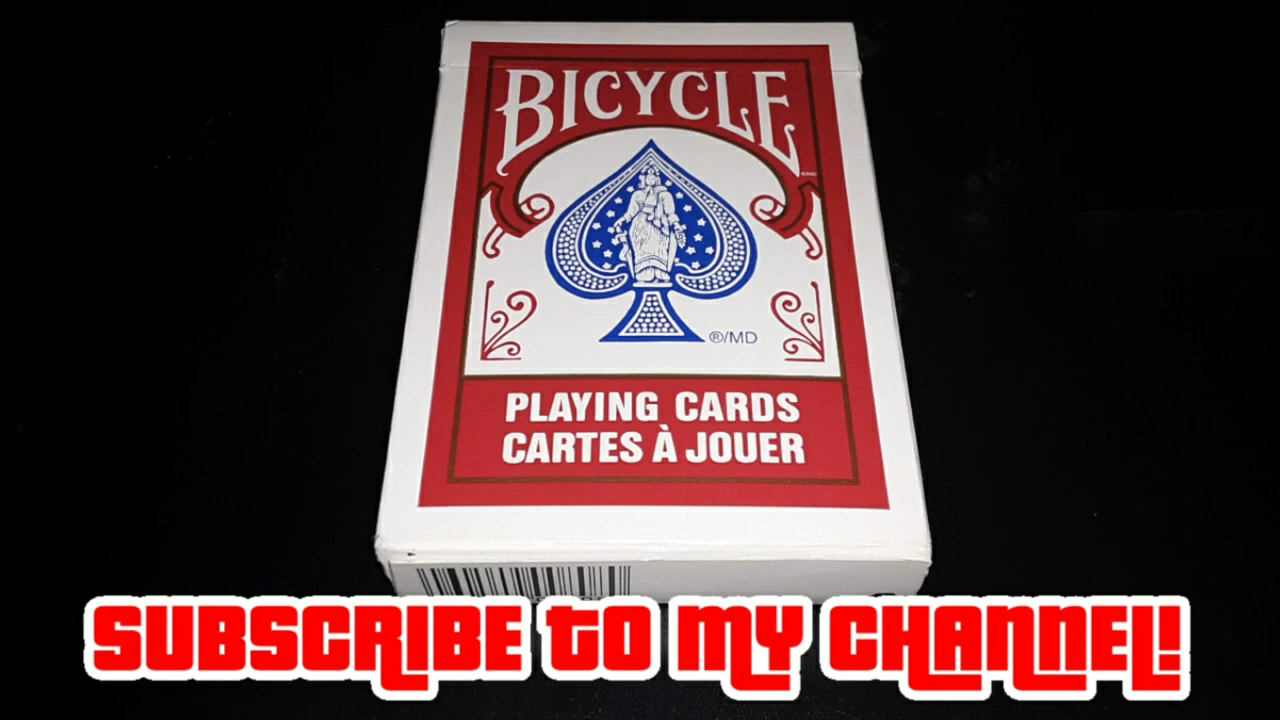 BICYCLE
®/MD
PLAYING CARDS
CARTES À JOUER
SUBSCRIBE TO MY CHANNEL!